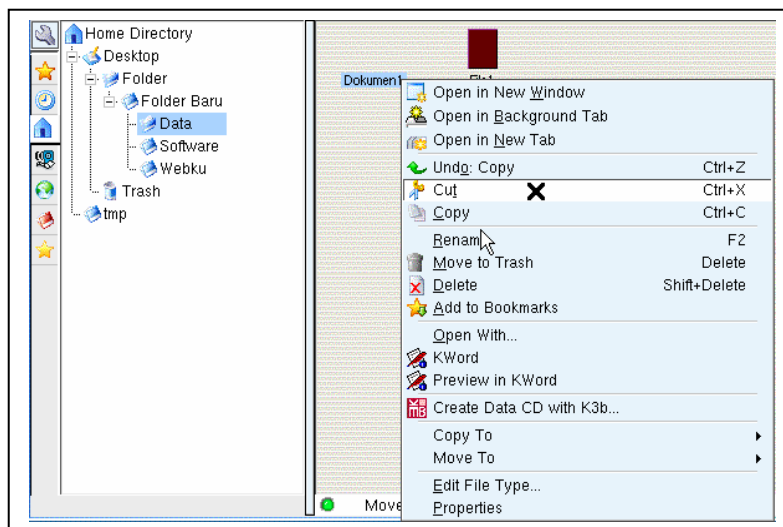 Home Directory
Desktop
Folder
Folder Baru
Data
Software
Webku
Trash
tmp
Dokumen1
Open in New Window
Open in Background Tab
Open in New Tab
Undo: Copy Ctrl+Z
Cut Ctrl+X
Copy Ctrl+C
Renam F2
Move to Trash Delete
Delete Shift+Delete
Add to Bookmarks
Open With...
KWord
Preview in KWord
Create Data CD with K3b...
Copy To
Move To
Edit File Type...
Properties
Move